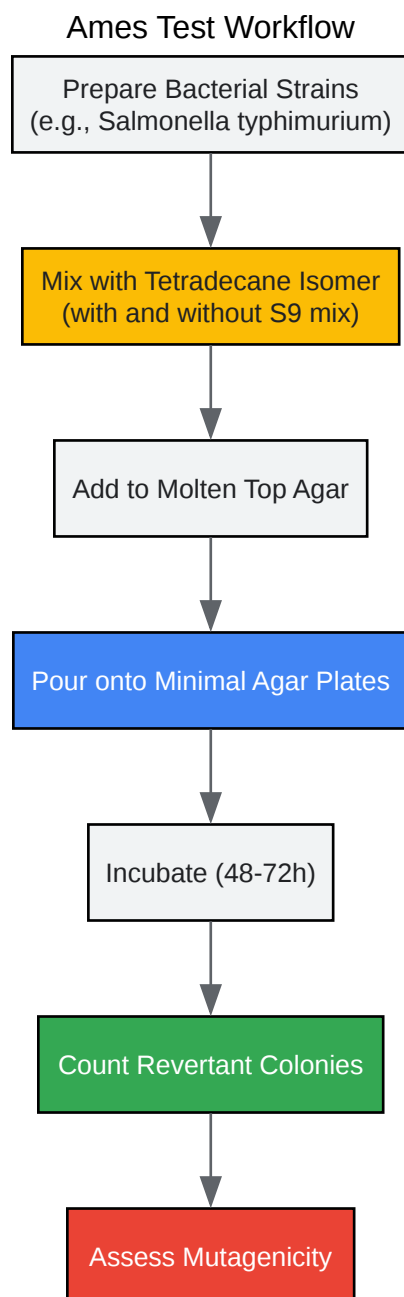 Ames Test Workflow
Prepare Bacterial Strains
(e.g., Salmonella typhimurium)
Mix with Tetradecane Isomer
(with and without S9 mix)
Add to Molten Top Agar
Pour onto Minimal Agar Plates
Incubate (48-72h)
Count Revertant Colonies
Assess Mutagenicity